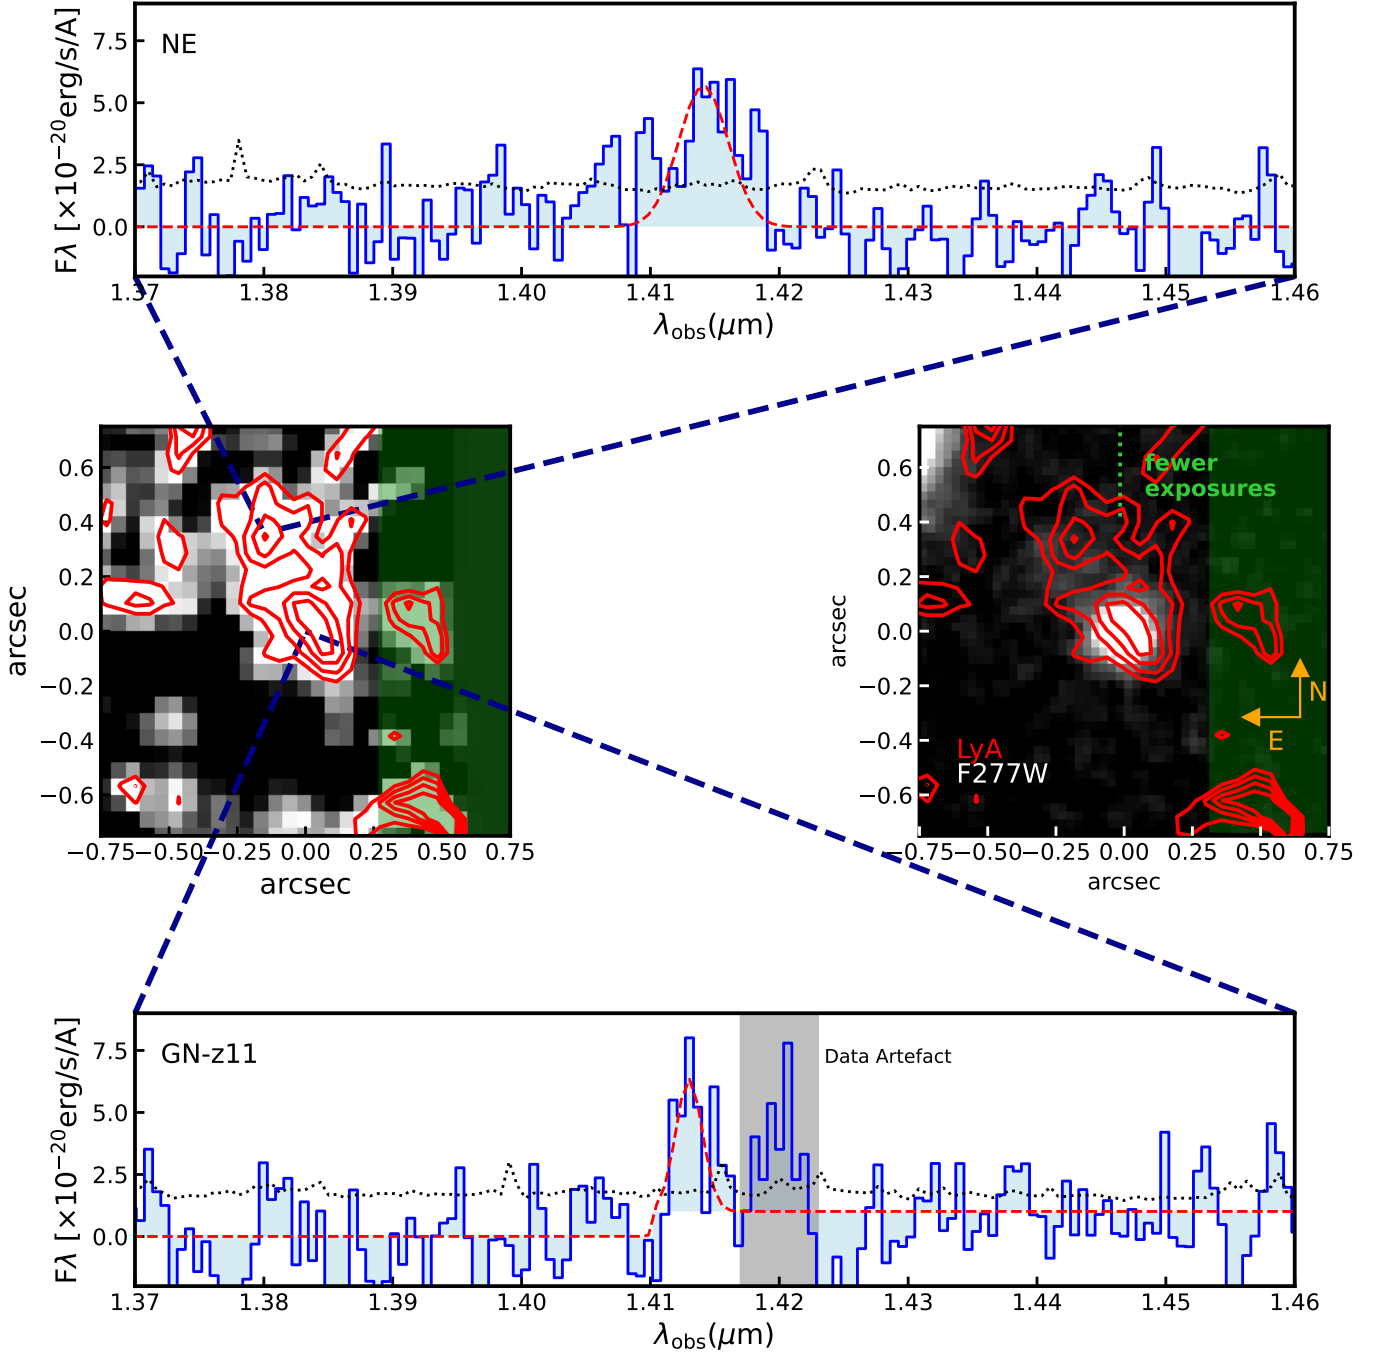 NE
Fλ [×10⁻²⁰erg/s/A]
7.5
5.0
2.5
0.0
1.37 1.38 1.39 1.40 1.41 1.42 1.43 1.44 1.45 1.46
λobs(μm)
arcsec
0.6
0.4
0.2
0.0
−0.2
−0.4
−0.6
−0.75 −0.50 −0.25 0.00 0.25 0.50 0.75
arcsec
arcsec
0.6
0.4
0.2
0.0
−0.2
−0.4
−0.6
fewer
exposures
N
E
LyA
F277W
−0.75 −0.50 −0.25 0.00 0.25 0.50 0.75
arcsec
GN-z11
Data Artefact
Fλ [×10⁻²⁰erg/s/A]
7.5
5.0
2.5
0.0
1.37 1.38 1.39 1.40 1.41 1.42 1.43 1.44 1.45 1.46
λobs(μm)